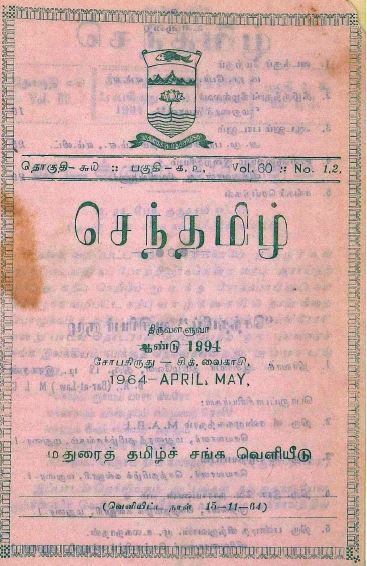 தொகுதி-சுய :: பகுதி-க உ, Vol. 60 :: No. 1.2,
செந்தமிழ்
திருவள்ளுவா
ஆண்டு 1994
சோபகிருது — சித், வைகாசி,
1964-APRIL, MAY,
மதுரைத் தமிழ்ச் சங்க வெளியீடு
(வெளியிட்ட நாள் 15-11-64)